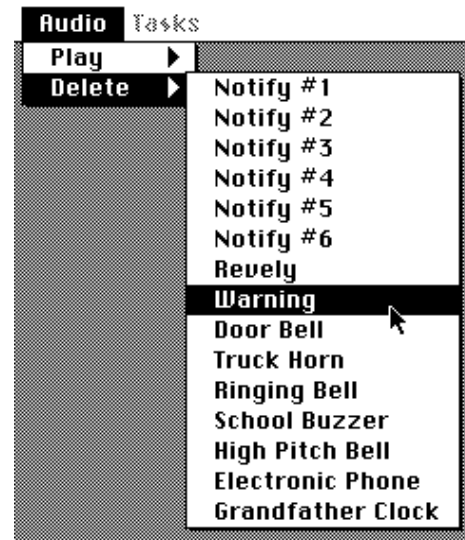 Audio Tasks
Play
Delete
Notify #1
Notify #2
Notify #3
Notify #4
Notify #5
Notify #6
Revely
Warning
Door Bell
Truck Horn
Ringing Bell
School Buzzer
High Pitch Bell
Electronic Phone
Grandfather Clock